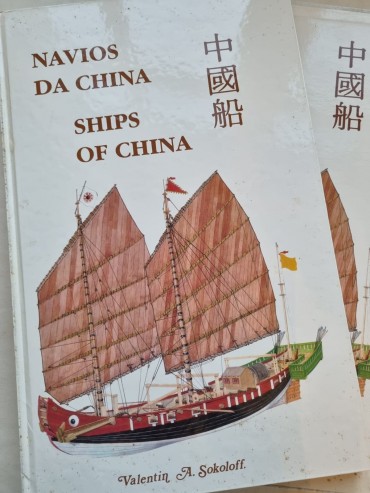 NAVIOS
DA CHINA
SHIPS
OF CHINA
中國船
Valentin A. Sokoloff.
中國船